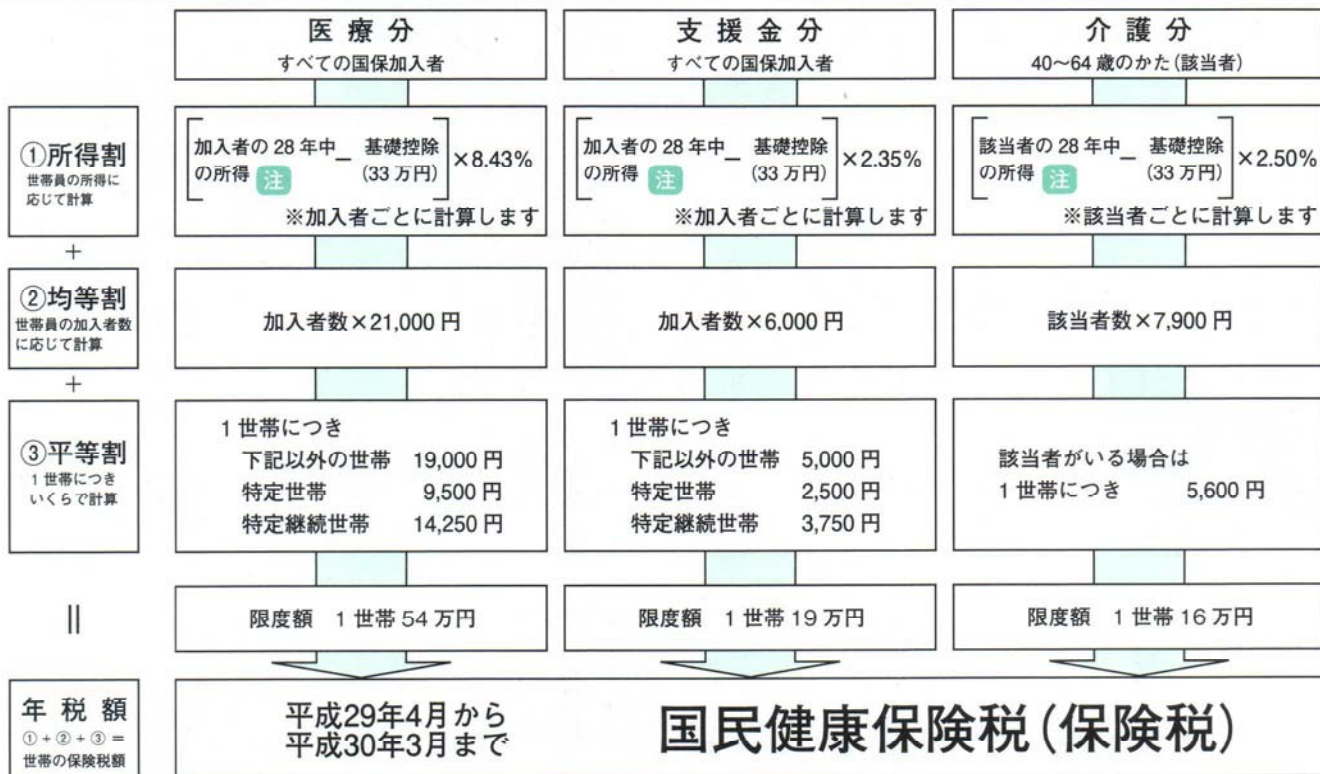 医療分
すべての国保加入者
支援金分
すべての国保加入者
介護分
40〜64歳のかた(該当者)
①所得割
世帯員の所得に
応じて計算
加入者の28年中 − 基礎控除
の所得 注 (33万円)
×8.43%
※加入者ごとに計算します
加入者の28年中 − 基礎控除
の所得 注 (33万円)
×2.35%
※加入者ごとに計算します
該当者の28年中 − 基礎控除
の所得 注 (33万円)
×2.50%
※該当者ごとに計算します
+
②均等割
世帯員の加入者数
に応じて計算
加入者数×21,000円
加入者数×6,000円
該当者数×7,900円
+
③平等割
1世帯につき
いくらで計算
1世帯につき
下記以外の世帯 19,000円
特定世帯 9,500円
特定継続世帯 14,250円
1世帯につき
下記以外の世帯 5,000円
特定世帯 2,500円
特定継続世帯 3,750円
該当者がいる場合は
1世帯につき 5,600円
||
限度額 1世帯54万円
限度額 1世帯19万円
限度額 1世帯16万円
年税額
①+②+③=
世帯の保険税額
平成29年4月から
平成30年3月まで
国民健康保険税(保険税)